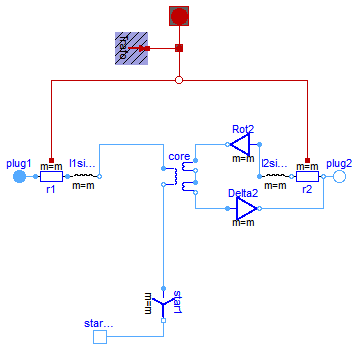 Trafo
core
Rot2
m=m
plug1
m=m
l1si...
l2si...
m=m
plug2
r1
m=m
m=m
r2
Delta2
m=m
star1
m=m
star...